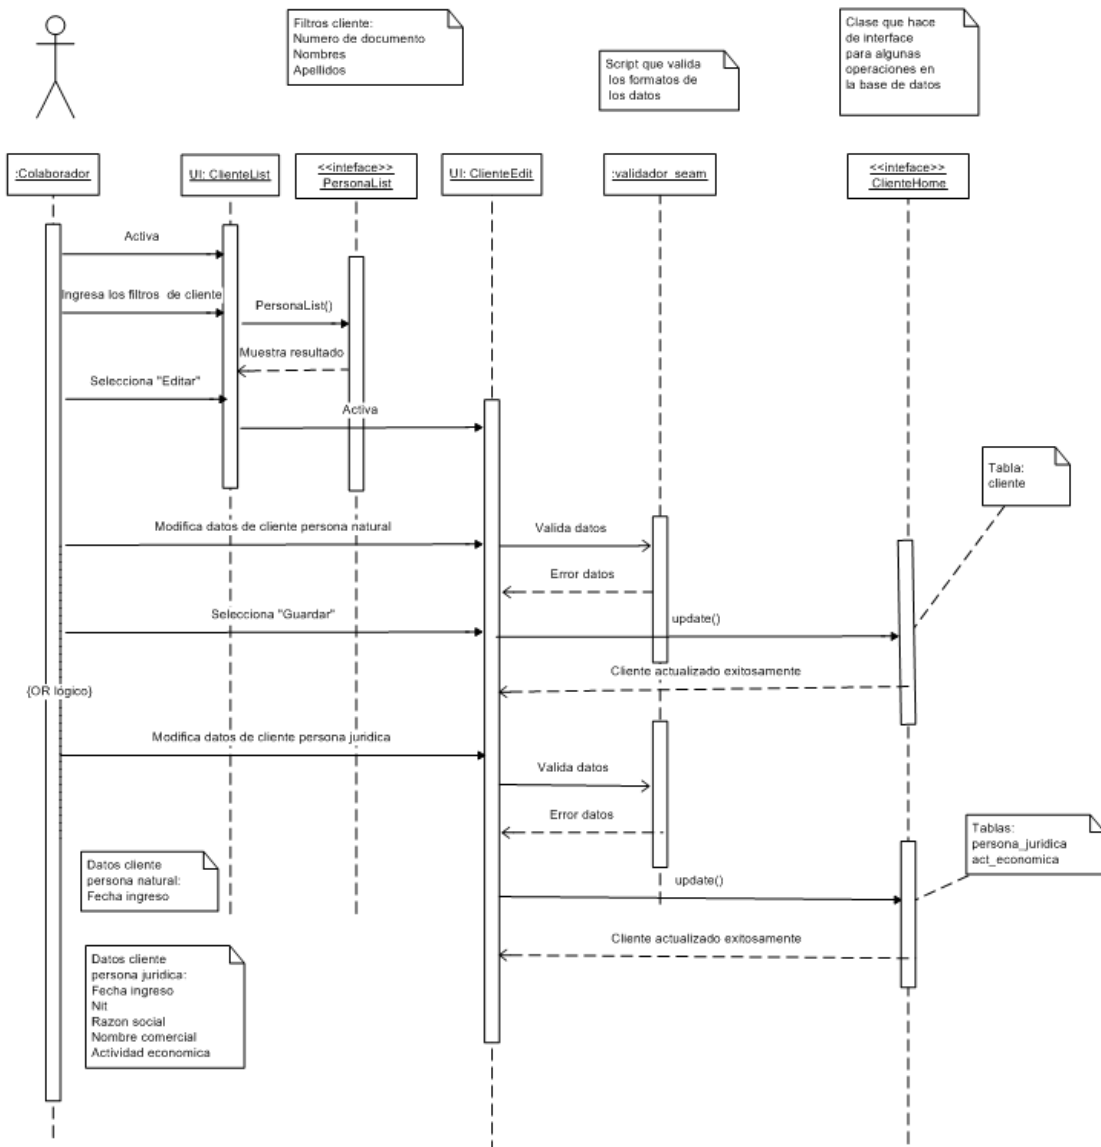 Filtros cliente:
Numero de documento
Nombres
Apellidos
Script que valida
los formatos de
los datos
Clase que hace
de interface
para algunas
operaciones en
la base de datos
:Colaborador
UI: ClienteList
<<inteface>>
PersonaList
UI: ClienteEdit
:validador_seam
<<inteface>>
ClienteHome
Activa
Ingresa los filtros de cliente
PersonaList()
Muestra resultado
Selecciona "Editar"
Activa
Tabla:
cliente
Modifica datos de cliente persona natural
Valida datos
Error datos
Selecciona "Guardar"
update()
Cliente actualizado exitosamente
{OR lógico}
Modifica datos de cliente persona juridica
Valida datos
Error datos
Tablas:
persona_juridica
act_economica
Datos cliente
persona natural:
Fecha ingreso
update()
Cliente actualizado exitosamente
Datos cliente
persona juridica:
Fecha ingreso
Nit
Razon social
Nombre comercial
Actividad economica